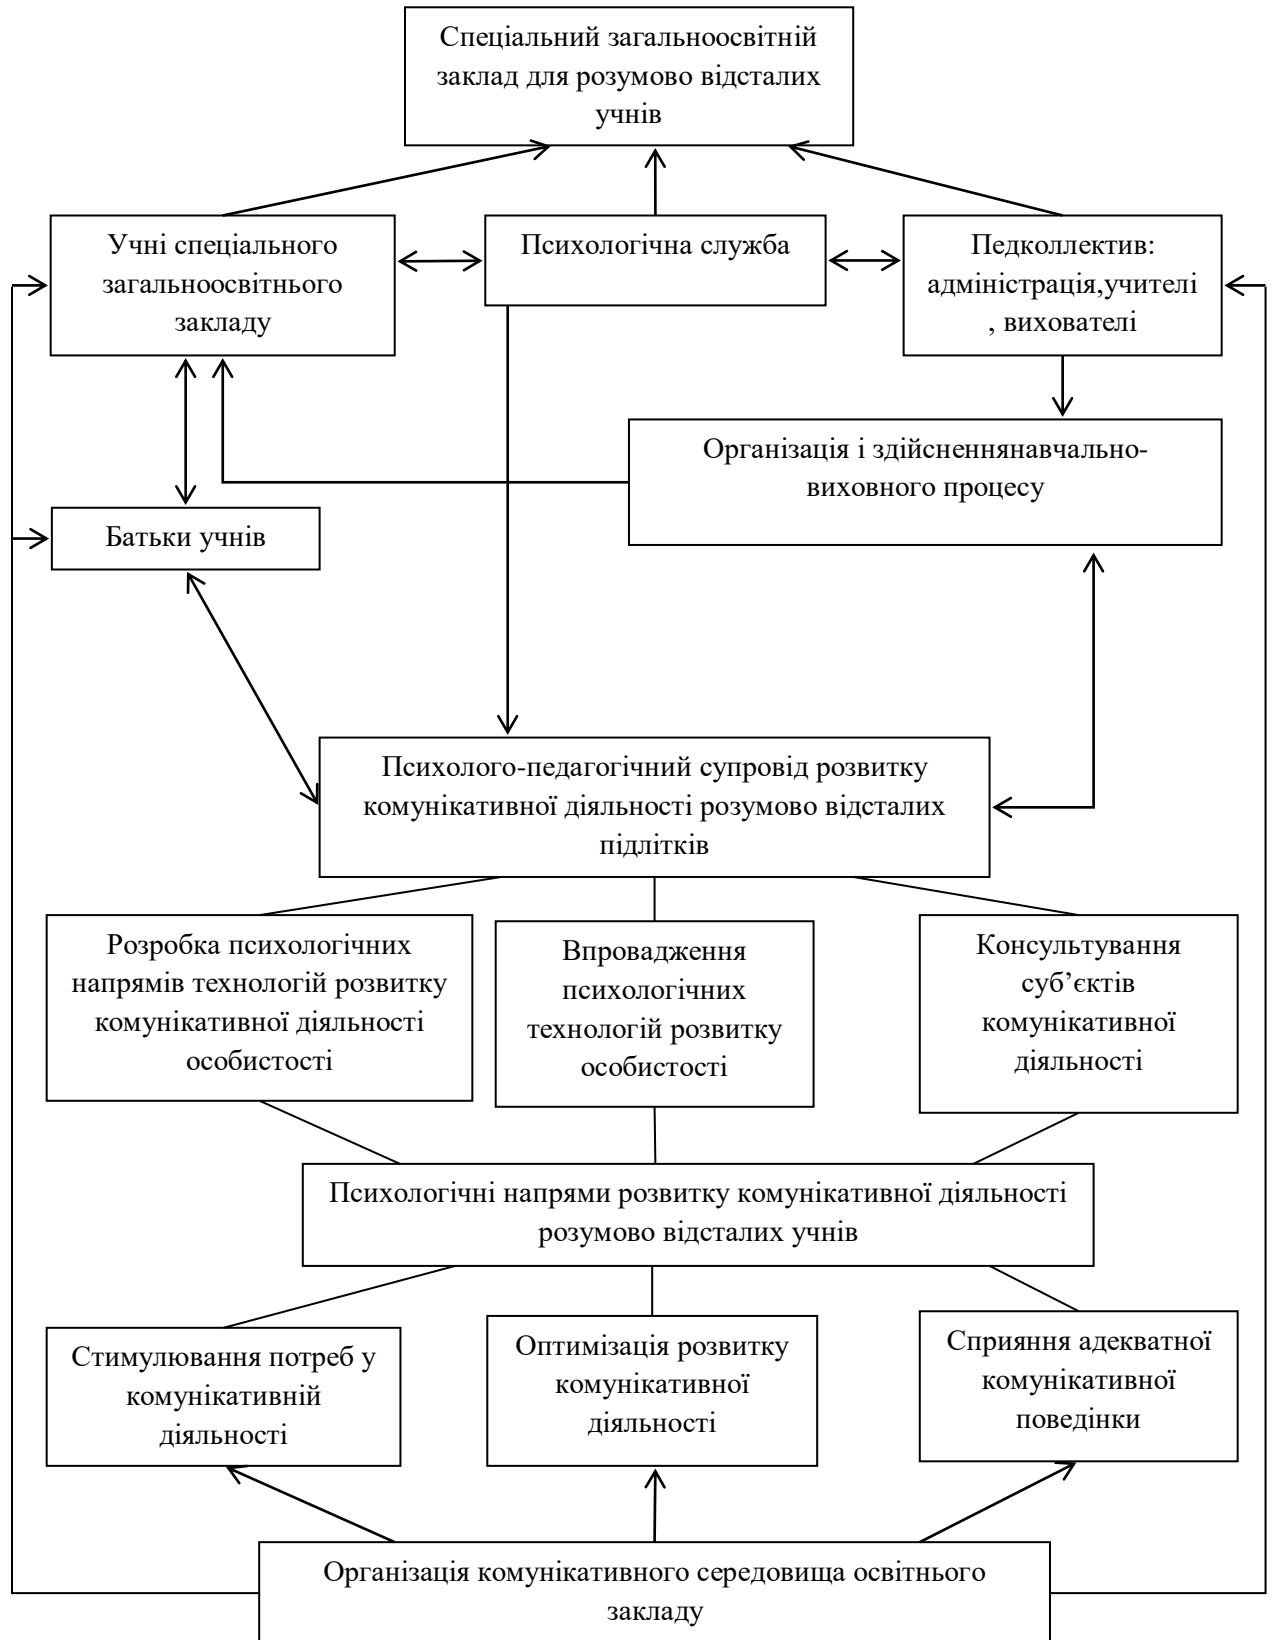 Спеціальний загальноосвітній
заклад для розумово відсталих
учнів
Учні спеціального
загальноосвітнього
закладу
Психологічна служба
Педколлектив:
адміністрація,учителі
, вихователі
Організація і здійсненнянавчально-
виховного процесу
Батьки учнів
Психолого-педагогічний супровід розвитку
комунікативної діяльності розумово відсталих
підлітків
Розробка психологічних
напрямів технологій розвитку
комунікативної діяльності
особистості
Впровадження
психологічних
технологій розвитку
особистості
Консультування
суб’єктів
комунікативної
діяльності
Психологічні напрями розвитку комунікативної діяльності
розумово відсталих учнів
Стимулювання потреб у
комунікативній
діяльності
Оптимізація розвитку
комунікативної
діяльності
Сприяння адекватної
комунікативної
поведінки
Організація комунікативного середовища освітнього
закладу